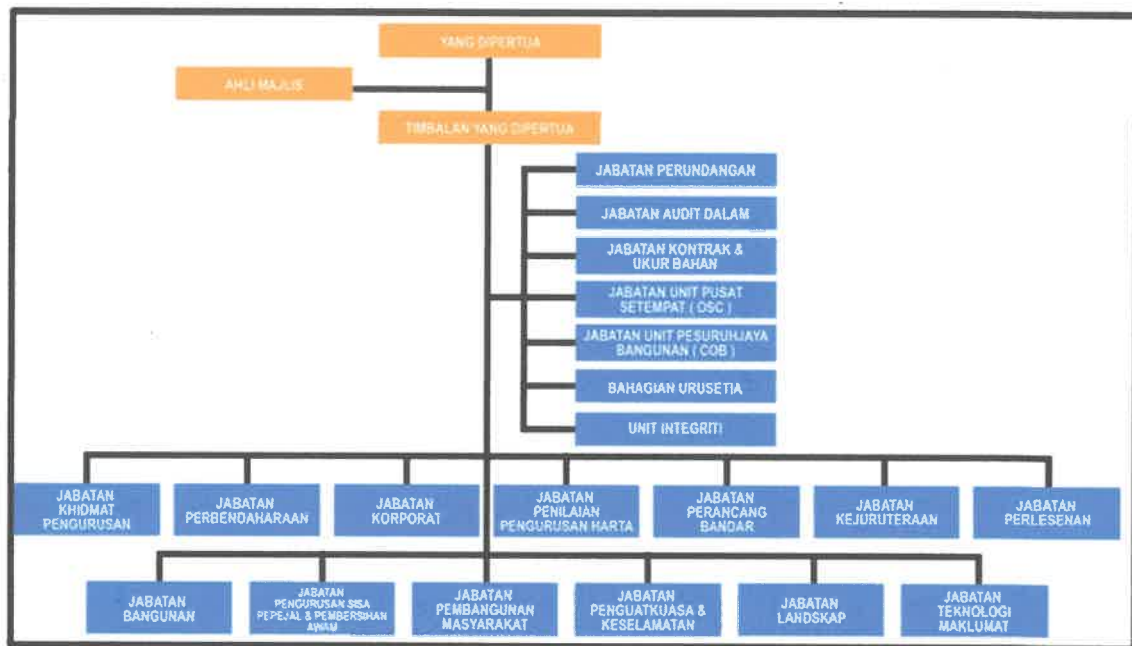 YANG DIPERTUA
AHLI MAJLIS
TIMBALAN YANG DIPERTUA
JABATAN PERUNDANGAN
JABATAN AUDIT DALAM
JABATAN KONTRAK &
UKUR BAHAN
JABATAN UNIT PUSAT
SETEMPAT ( OSC )
JABATAN UNIT PESURUHJAYA
BANGUNAN ( COB )
BAHAGIAN URUSETIA
UNIT INTEGRITI
JABATAN
KHIDMAT
PENGURUSAN
JABATAN
PERBENDAHARAAN
JABATAN
KORPORAT
JABATAN
PENILAIAN
PENGURUSAN HARTA
JABATAN
PERANCANG
BANDAR
JABATAN
KEJURUTERAAN
JABATAN
PERLESENAN
JABATAN
BANGUNAN
JABATAN
PENGURUSAN SISA
PEPEJAL & PEMBERSIHAN
AWAM
JABATAN
PEMBANGUNAN
MASYARAKAT
JABATAN
PENGUATKUASA &
KESELAMATAN
JABATAN
LANDSKAP
JABATAN
TEKNOLOGI
MAKLUMAT